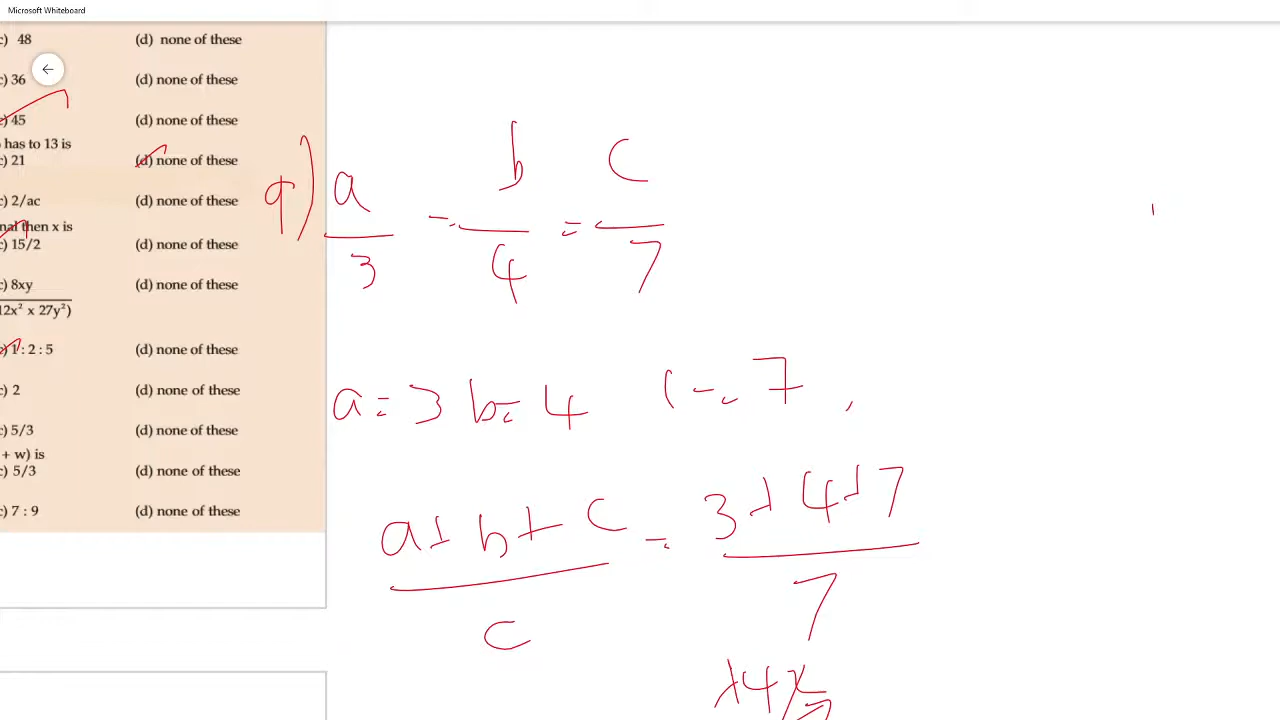 Microsoft Whiteboard
c) 48 (d) none of these
c) 36 (d) none of these
c) 45 (d) none of these
has to 13 is
c) 21 (d) none of these
c) 2/ac (d) none of these
nal then x is
c) 15/2 (d) none of these
c) 8xy (d) none of these
12x² x 27y²)
c) 1 : 2 : 5 (d) none of these
c) 2 (d) none of these
c) 5/3 (d) none of these
+ w) is
c) 5/3 (d) none of these
c) 7 : 9 (d) none of these
9) a/3 = b/4 = c/7
a = 3 b = 4 c = 7,
a + b + c / c = 3 + 4 + 7 / 7